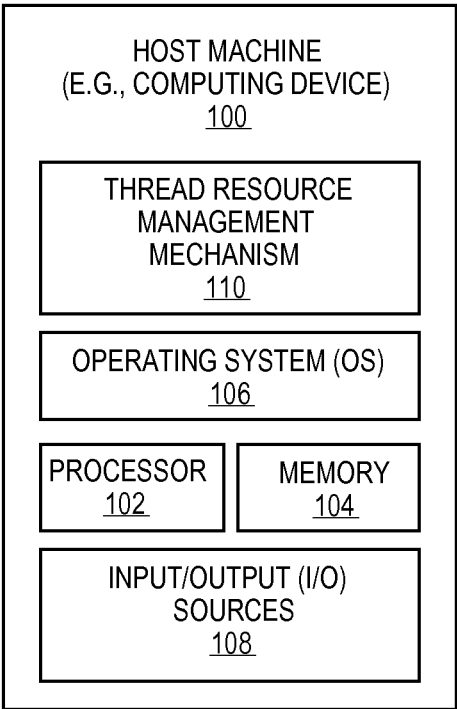 HOST MACHINE
(E.G., COMPUTING DEVICE)
100
THREAD RESOURCE
MANAGEMENT
MECHANISM
110
OPERATING SYSTEM (OS)
106
PROCESSOR
102
MEMORY
104
INPUT/OUTPUT (I/O)
SOURCES
108